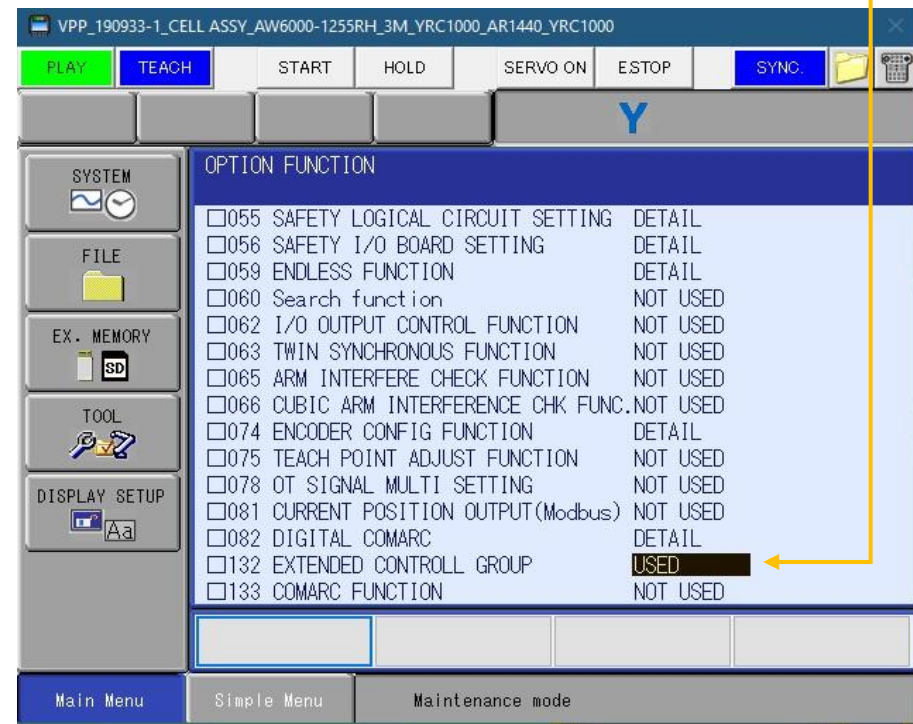 VPP_190933-1_CELL ASSY_AW6000-1255RH_3M_YRC1000_AR1440_YRC1000
PLAY TEACH START HOLD SERVO ON E.STOP SYNC.
Y
SYSTEM
FILE
EX. MEMORY
SD
TOOL
DISPLAY SETUP
Aa
OPTION FUNCTION
055 SAFETY LOGICAL CIRCUIT SETTING DETAIL
056 SAFETY I/O BOARD SETTING DETAIL
059 ENDLESS FUNCTION DETAIL
060 Search function NOT USED
062 I/O OUTPUT CONTROL FUNCTION NOT USED
063 TWIN SYNCHRONOUS FUNCTION NOT USED
065 ARM INTERFERE CHECK FUNCTION NOT USED
066 CUBIC ARM INTERFERENCE CHK FUNC. NOT USED
074 ENCODER CONFIG FUNCTION DETAIL
075 TEACH POINT ADJUST FUNCTION NOT USED
078 OT SIGNAL MULTI SETTING NOT USED
081 CURRENT POSITION OUTPUT(Modbus) NOT USED
082 DIGITAL COMARC DETAIL
132 EXTENDED CONTROLL GROUP USED
133 COMARC FUNCTION NOT USED
Main Menu Simple Menu Maintenance mode